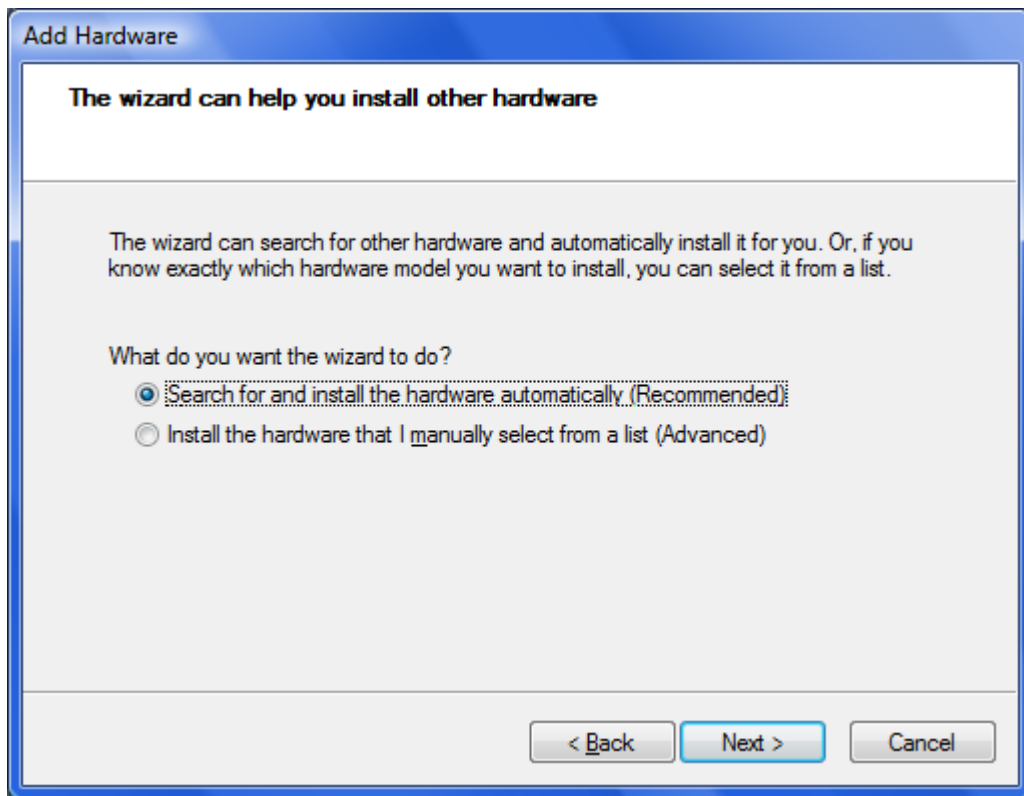 Add Hardware
The wizard can help you install other hardware
The wizard can search for other hardware and automatically install it for you. Or, if you
know exactly which hardware model you want to install, you can select it from a list.
What do you want the wizard to do?
Search for and install the hardware automatically (Recommended)
Install the hardware that I manually select from a list (Advanced)
< Back Next > Cancel